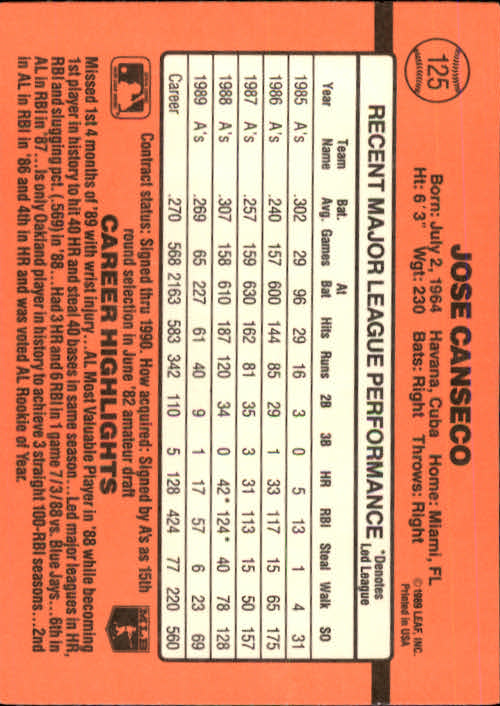 125
JOSE CANSECO
© 1989 LEAF, INC.
Printed in USA
Born: July 2, 1964 Havana, Cuba Home: Miami, FL
Ht: 6' 3" Wgt: 230 Bats: Right Throws: Right
RECENT MAJOR LEAGUE PERFORMANCE *Denotes Led League
Year Team Name Bat. Avg. Games At Bat Hits Runs 2B 3B HR RBI Steal Walk SO
1985 A's .302 29 96 29 16 3 0 5 13 1 4 31
1986 A's .240 157 600 144 85 29 1 33 117 15 65 175
1987 A's .257 159 630 162 81 35 3 31 113 15 50 157
1988 A's .307 158 610 187 120 34 0 42* 124* 40 78 128
1989 A's .269 65 227 61 40 9 1 17 57 6 23 69
Career .270 568 2163 583 342 110 5 128 424 77 220 560
Contract status: Signed thru 1990. How acquired: Signed by A's as 15th
round selection in June '82 amateur draft
CAREER HIGHLIGHTS
MLB
Missed 1st 4 months of '89 with wrist injury...AL Most Valuable Player in '88 while becoming
1st player in history to hit 40 HR and steal 40 bases in same season...Led major leagues in HR,
RBI and slugging pct. (.569) in '88...Had 3 HR and 6 RBI in 1 game 7/3/88 vs. Blue Jays...6th in
AL in RBI in '87...Is only Oakland player in history to achieve 3 straight 100-RBI seasons...2nd
in AL in RBI in '86 and 4th in HR and was voted AL Rookie of Year.